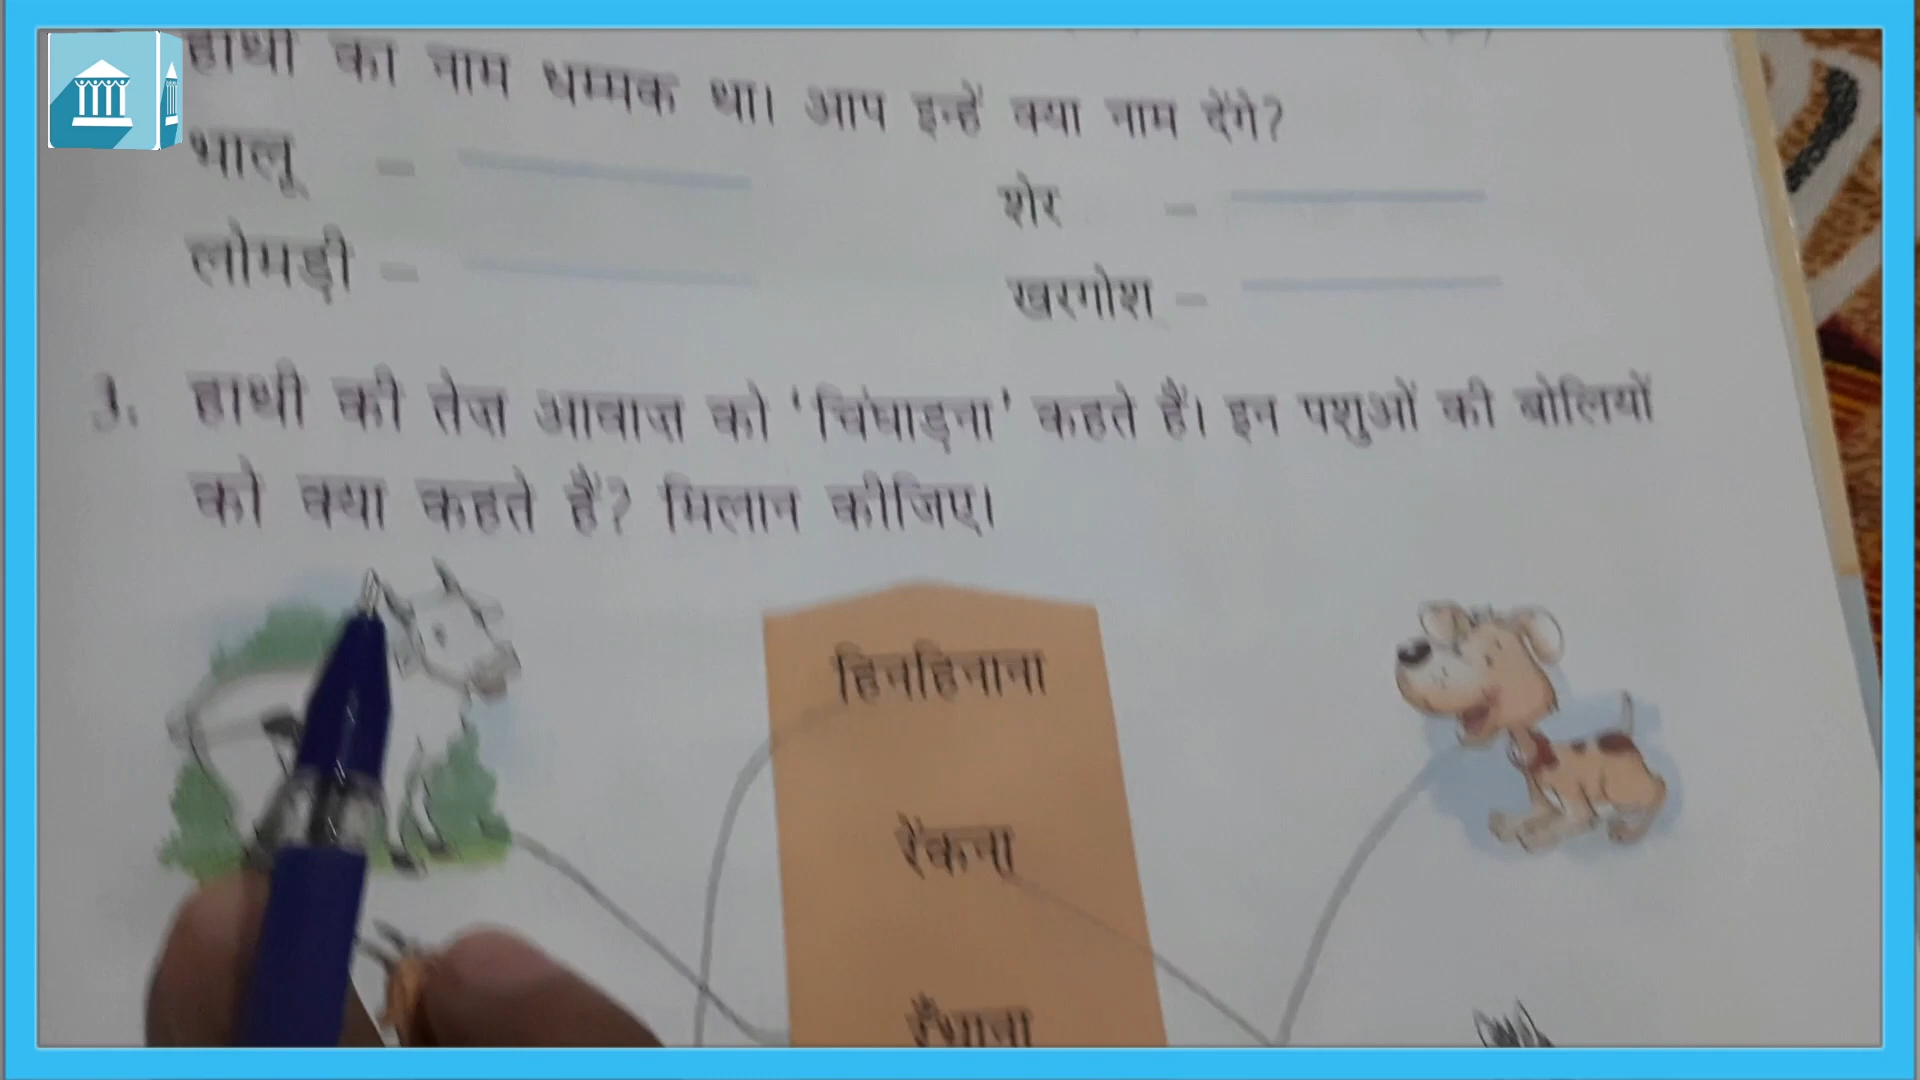 हाथी का नाम धम्मक था। आप इन्हें क्या नाम देंगे?
भालू –
शेर –
लोमड़ी –
खरगोश –
3. हाथी की तेज़ आवाज़ को ‘चिंघाड़ना’ कहते हैं। इन पशुओं की बोलियों
को क्या कहते हैं? मिलान कीजिए।
हिनहिनाना
रेंकना
रँभाना